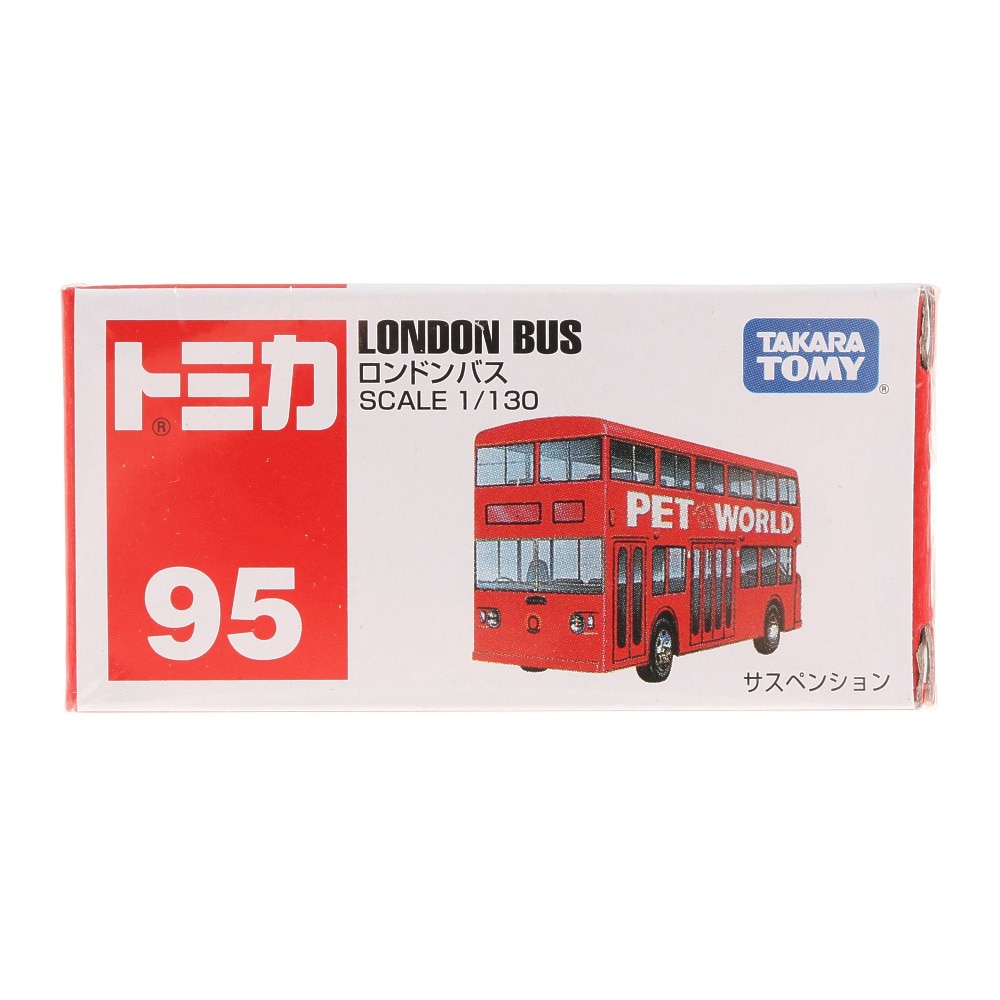 トミカ®
95
LONDON BUS
ロンドンバス
SCALE 1/130
TAKARA
TOMY®
PET WORLD
サスペンション